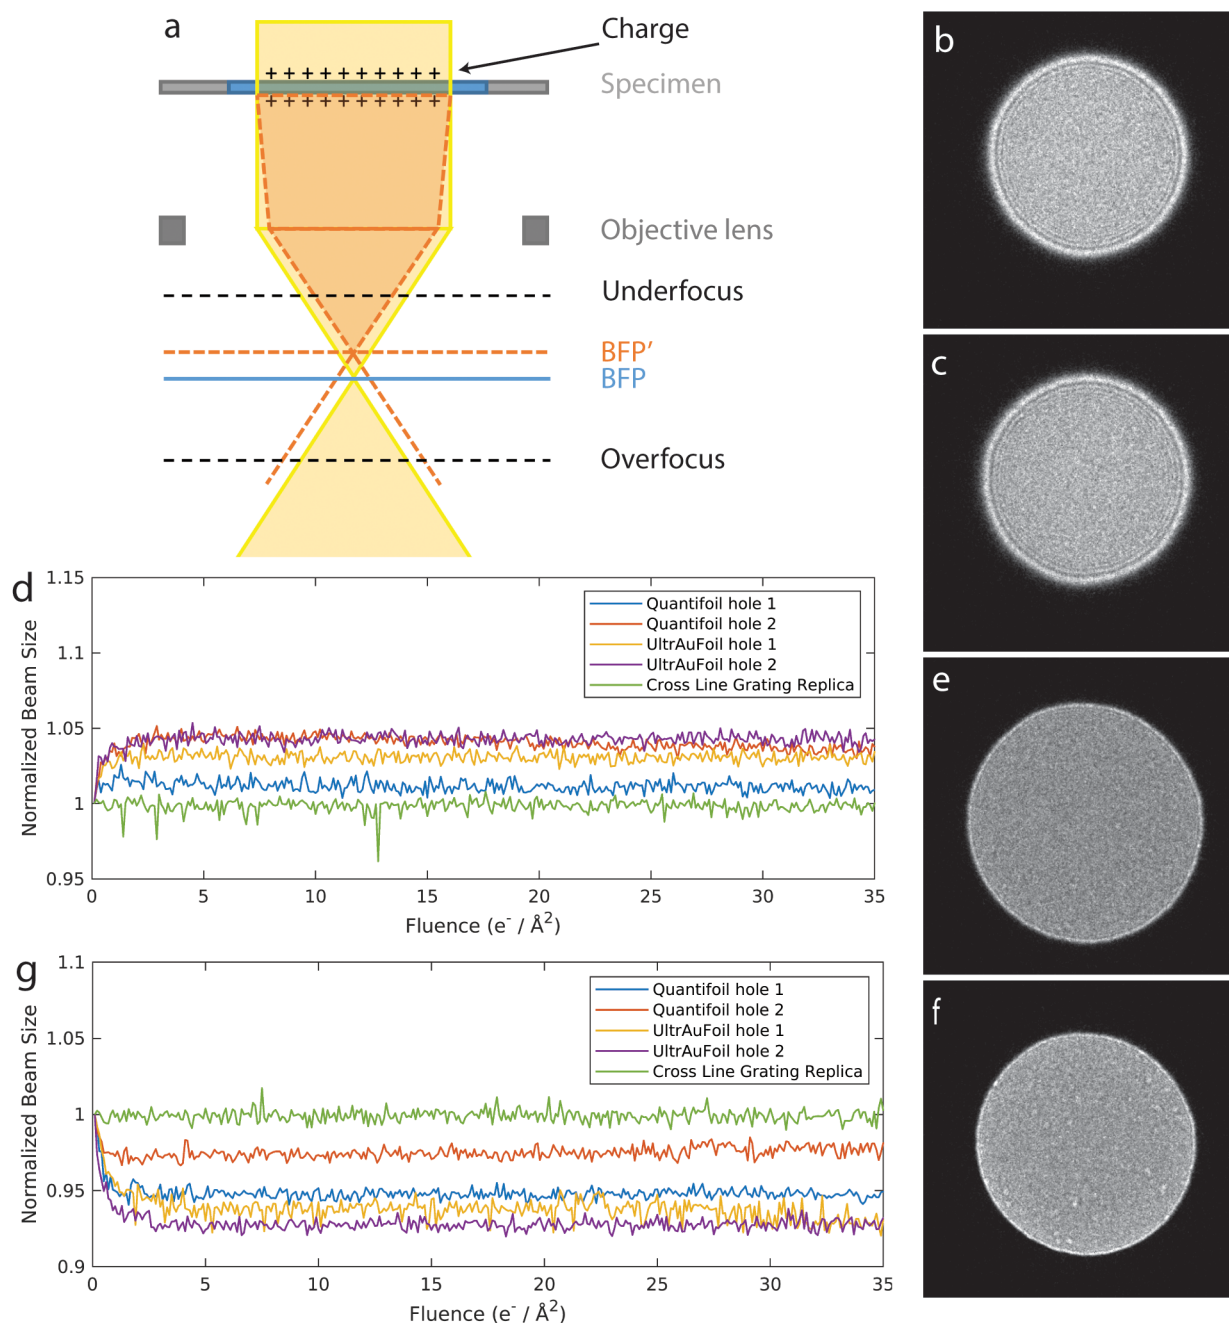 a
Charge
+ + + + + + + + + +
Specimen
+ + + + + + + + + +
Objective lens
Underfocus
BFP'
BFP
Overfocus
b
c
d
1.15
1.1
1.05
1
0.95
Normalized Beam Size
Quantifoil hole 1
Quantifoil hole 2
UltrAuFoil hole 1
UltrAuFoil hole 2
Cross Line Grating Replica
0 5 10 15 20 25 30 35
Fluence (e⁻ / Å²)
e
g
1.1
1.05
1
0.95
0.9
Normalized Beam Size
Quantifoil hole 1
Quantifoil hole 2
UltrAuFoil hole 1
UltrAuFoil hole 2
Cross Line Grating Replica
0 5 10 15 20 25 30 35
Fluence (e⁻ / Å²)
f